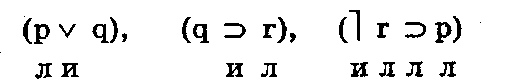 (p ∨ q), (q ⊃ r), (⌉ r ⊃ p)
л и и л и л л л